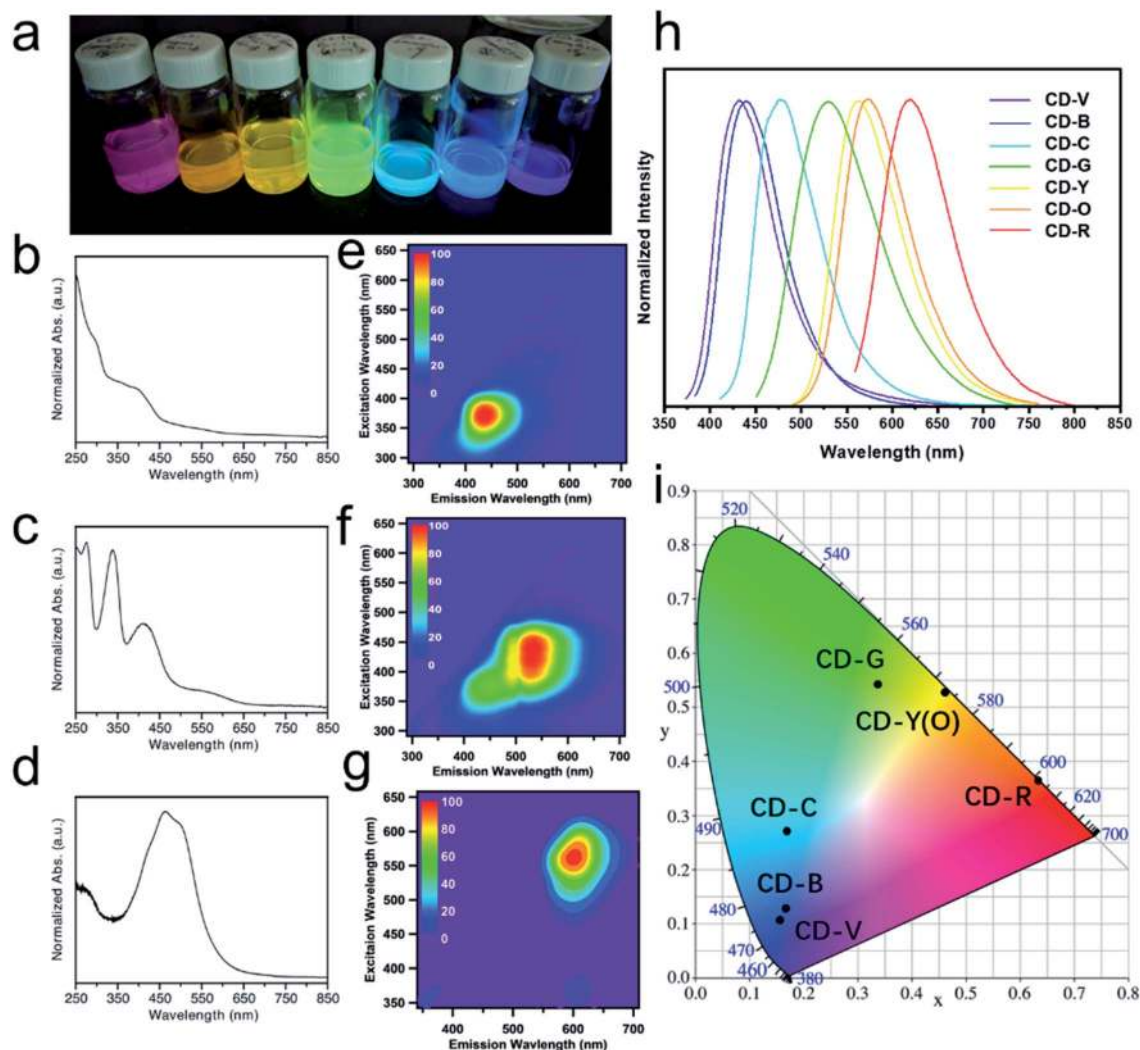 a
b
Normalized Abs. (a.u.)
250 350 450 550 650 750 850
Wavelength (nm)
c
Normalized Abs. (a.u.)
250 350 450 550 650 750 850
Wavelength (nm)
d
Normalized Abs. (a.u.)
250 350 450 550 650 750 850
Wavelength (nm)
e
Excitation Wavelength (nm)
650
600
550
500
450
400
350
300
100
80
60
40
20
0
300 400 500 600 700
Emission Wavelength (nm)
f
Excitation Wavelength (nm)
650
600
550
500
450
400
350
300
100
80
60
40
20
0
300 400 500 600 700
Emission Wavelength (nm)
g
Excitaion Wavelength (nm)
650
600
550
500
450
400
350
100
80
60
40
20
0
400 500 600 700
Emission Wavelength (nm)
h
Normalized Intensity
CD-V
CD-B
CD-C
CD-G
CD-Y
CD-O
CD-R
350 400 450 500 550 600 650 700 750 800 850
Wavelength (nm)
i
0.9
0.8
0.7
0.6
0.5
y
0.4
0.3
0.2
0.1
0.0
520
540
560
580
600
620
700
500
490
480
470
460
380
CD-G
CD-Y(O)
CD-R
CD-C
CD-B
CD-V
0.0 0.1 0.2 0.3 0.4 0.5 0.6 0.7 0.8
x